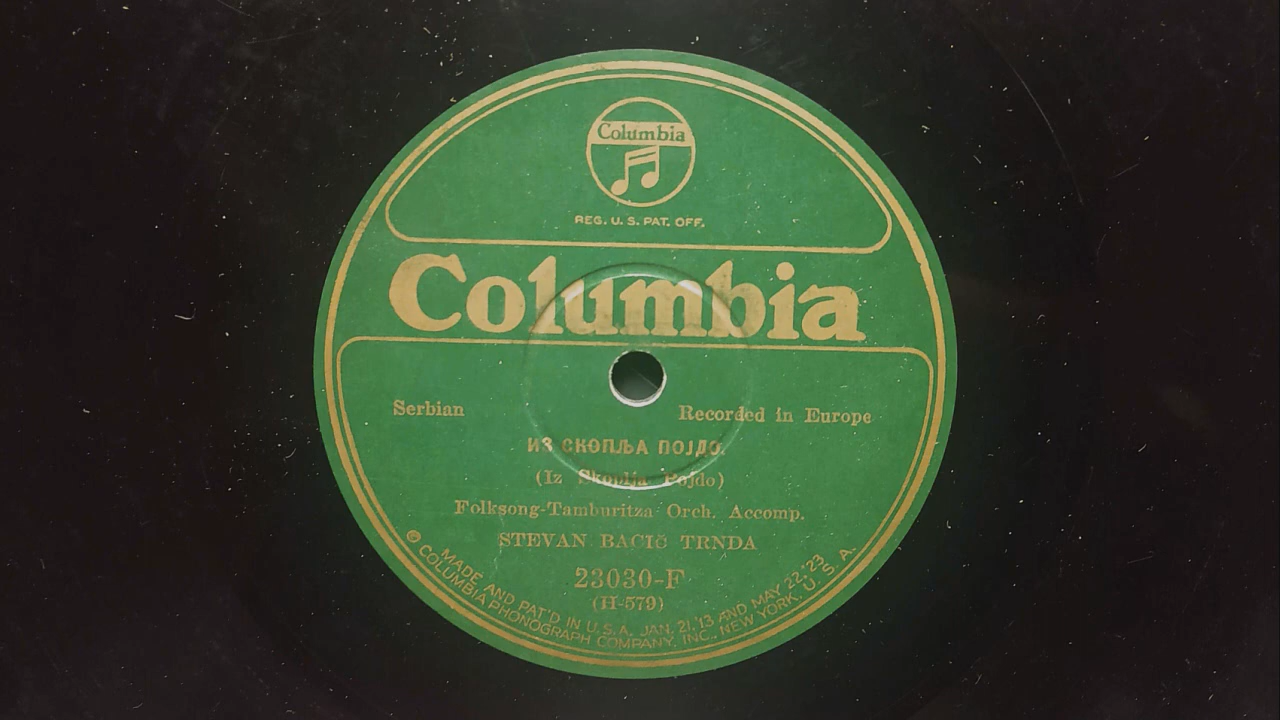 Columbia
REG. U. S. PAT. OFF.
Columbia
Serbian
Recorded in Europe
ИЗ СКОПЉА ПОЈДО
(Iz Skoplja Pojdo)
Folksong-Tamburitza Orch. Accomp.
STEVAN BACIČ TRNDA
23030-F
(H-579)
MADE AND PAT'D IN U.S.A. JAN. 21,'13 AND MAY 22,'23
® COLUMBIA PHONOGRAPH COMPANY, INC., NEW YORK, U. S. A.